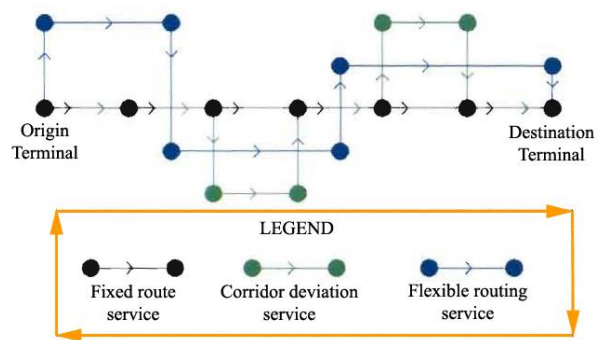 Origin
Terminal
Destination
Terminal
LEGEND
Fixed route
service
Corridor deviation
service
Flexible routing
service